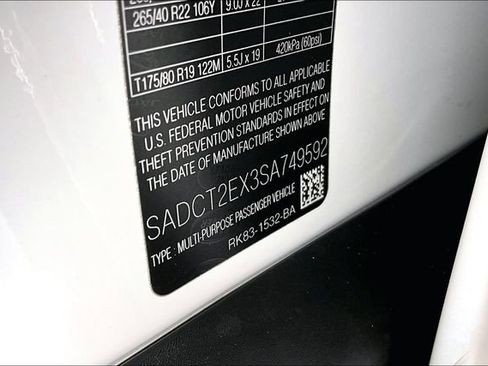 265/40 R22 106Y 9.0J x 22
T175/80 R19 122M 5.5J x 19 420kPa (60psi)
THIS VEHICLE CONFORMS TO ALL APPLICABLE
U.S. FEDERAL MOTOR VEHICLE SAFETY AND
THEFT PREVENTION STANDARDS IN EFFECT ON
THE DATE OF MANUFACTURE SHOWN ABOVE
SADCT2EX3SA749592
TYPE : MULTI-PURPOSE PASSENGER VEHICLE
RK83-1532-BA